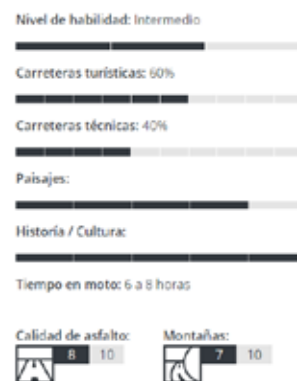 Nivel de habilidad: Intermedio
Carreteras turísticas: 60%
Carreteras técnicas: 40%
Paisajes:
Historia / Cultura:
Tiempo en moto: 6 a 8 horas
Calidad de asfalto: Montañas:
8 10 7 10